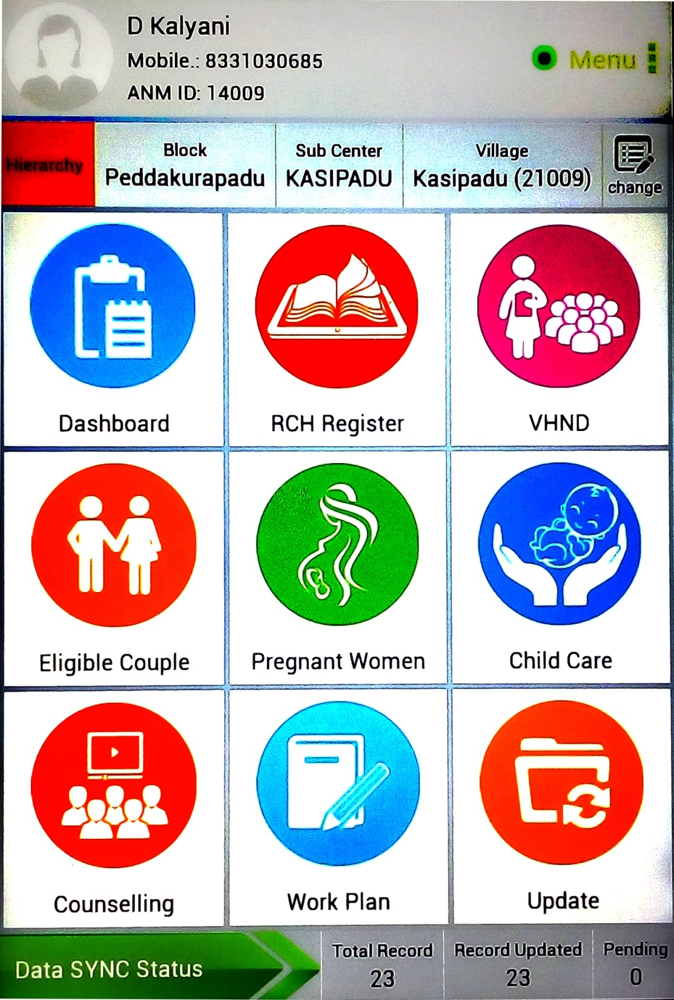 D Kalyani
Mobile.: 8331030685
Menu
ANM ID: 14009
Hierarchy
Block
Peddakurapadu
Sub Center
KASIPADU
Village
Kasipadu (21009)
change
Dashboard
RCH Register
VHND
Eligible Couple
Pregnant Women
Child Care
Counselling
Work Plan
Update
Data SYNC Status
Total Record
23
Record Updated
23
Pending
0